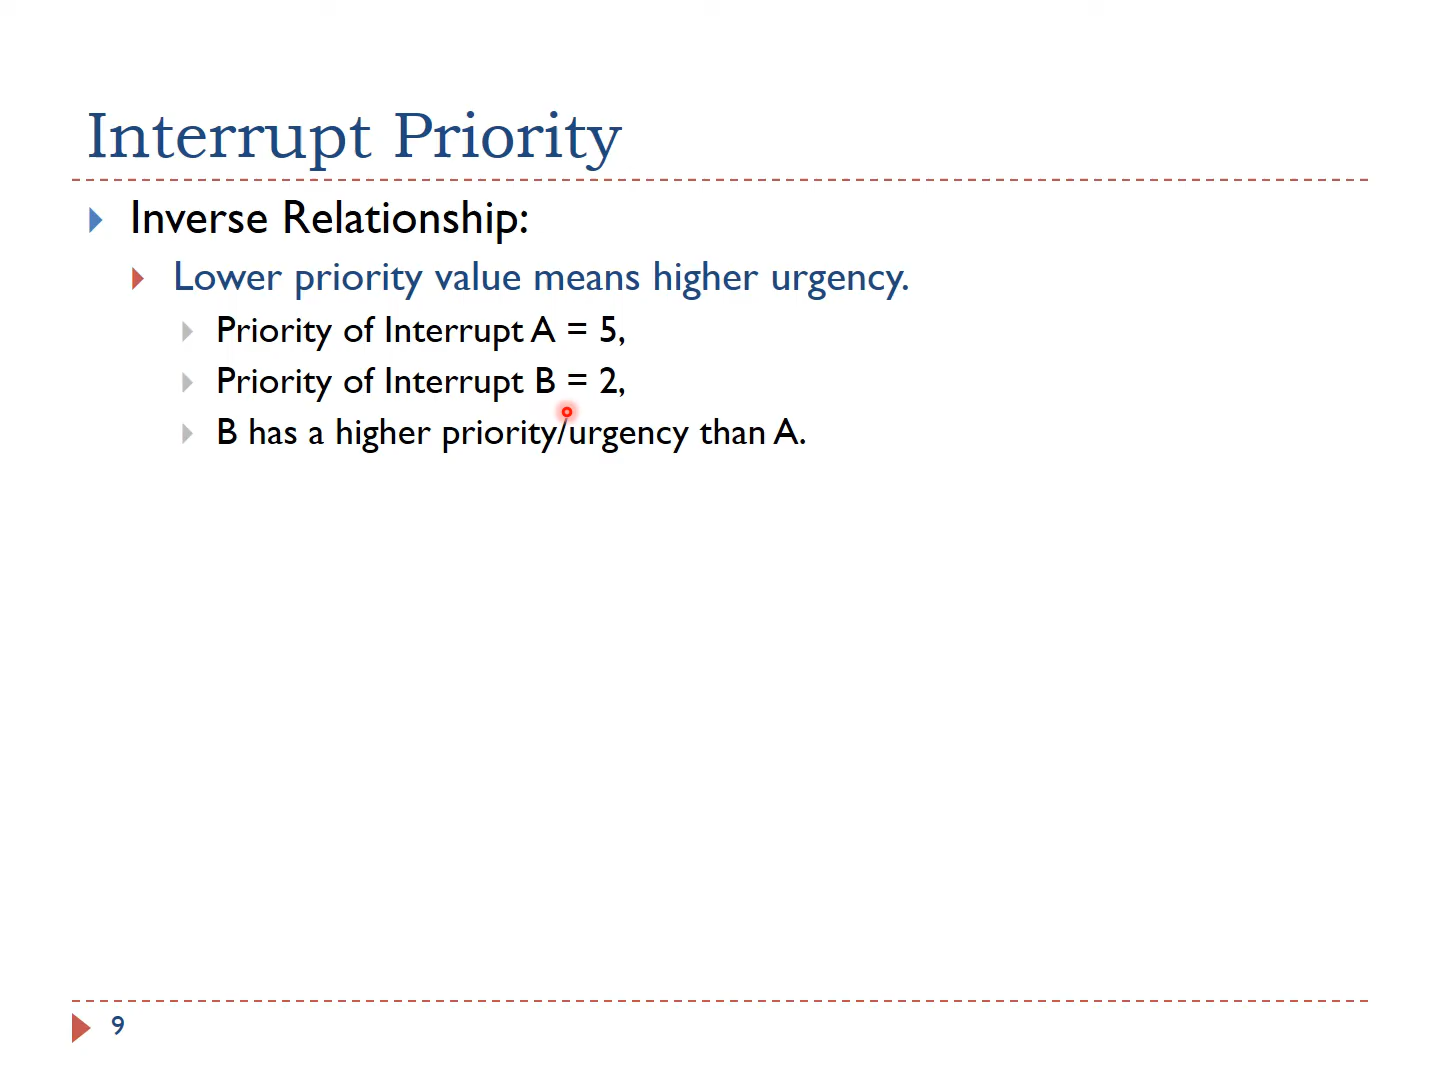 Interrupt Priority
Inverse Relationship:
Lower priority value means higher urgency.
Priority of Interrupt A = 5,
Priority of Interrupt B = 2,
B has a higher priority/urgency than A.
9